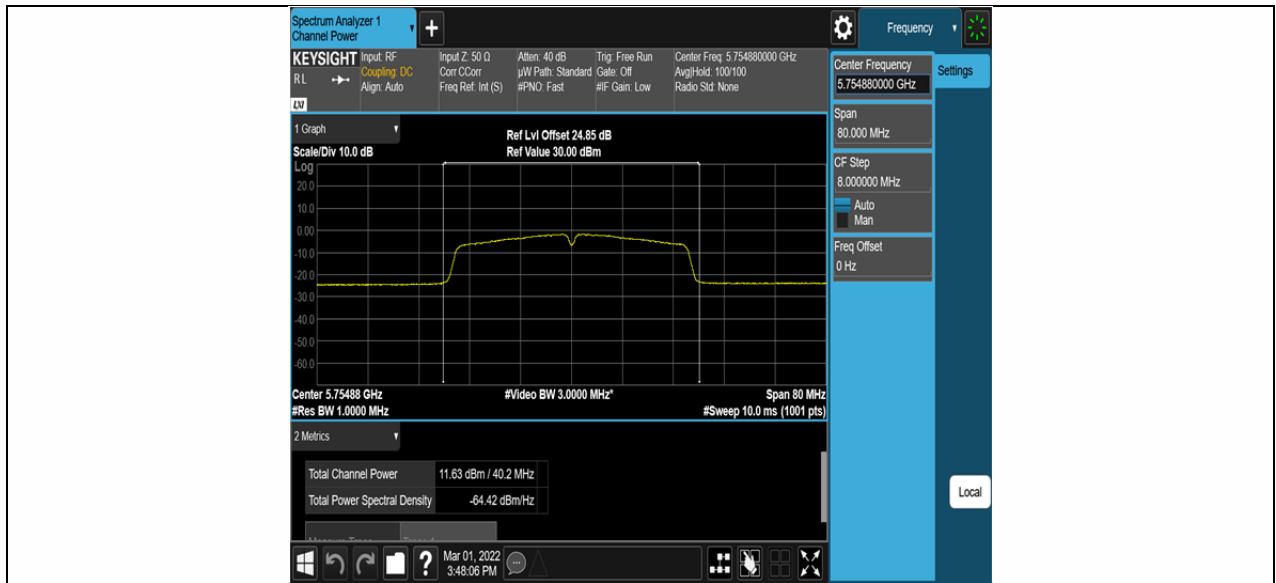 Spectrum Analyzer 1
Channel Power
+
Frequency
KEYSIGHT
RL
LXI
Input: RF
Coupling: DC
Align: Auto
Input Z: 50 Ω
Corr CCorr
Freq Ref: Int (S)
Atten: 40 dB
µW Path: Standard
#PNO: Fast
Trig: Free Run
Gate: Off
#IF Gain: Low
Center Freq: 5.754880000 GHz
Avg|Hold: 100/100
Radio Std: None
Center Frequency
5.754880000 GHz
Settings
Span
80.000 MHz
CF Step
8.000000 MHz
Auto
Man
Freq Offset
0 Hz
Local
1 Graph
Scale/Div 10.0 dB
Ref Lvl Offset 24.85 dB
Ref Value 30.00 dBm
Log
20.0
10.0
0.00
-10.0
-20.0
-30.0
-40.0
-50.0
-60.0
Center 5.75488 GHz
#Video BW 3.0000 MHz*
Span 80 MHz
#Res BW 1.0000 MHz
#Sweep 10.0 ms (1001 pts)
2 Metrics
Total Channel Power 11.63 dBm / 40.2 MHz
Total Power Spectral Density -64.42 dBm/Hz
?
Mar 01, 2022
3:48:06 PM